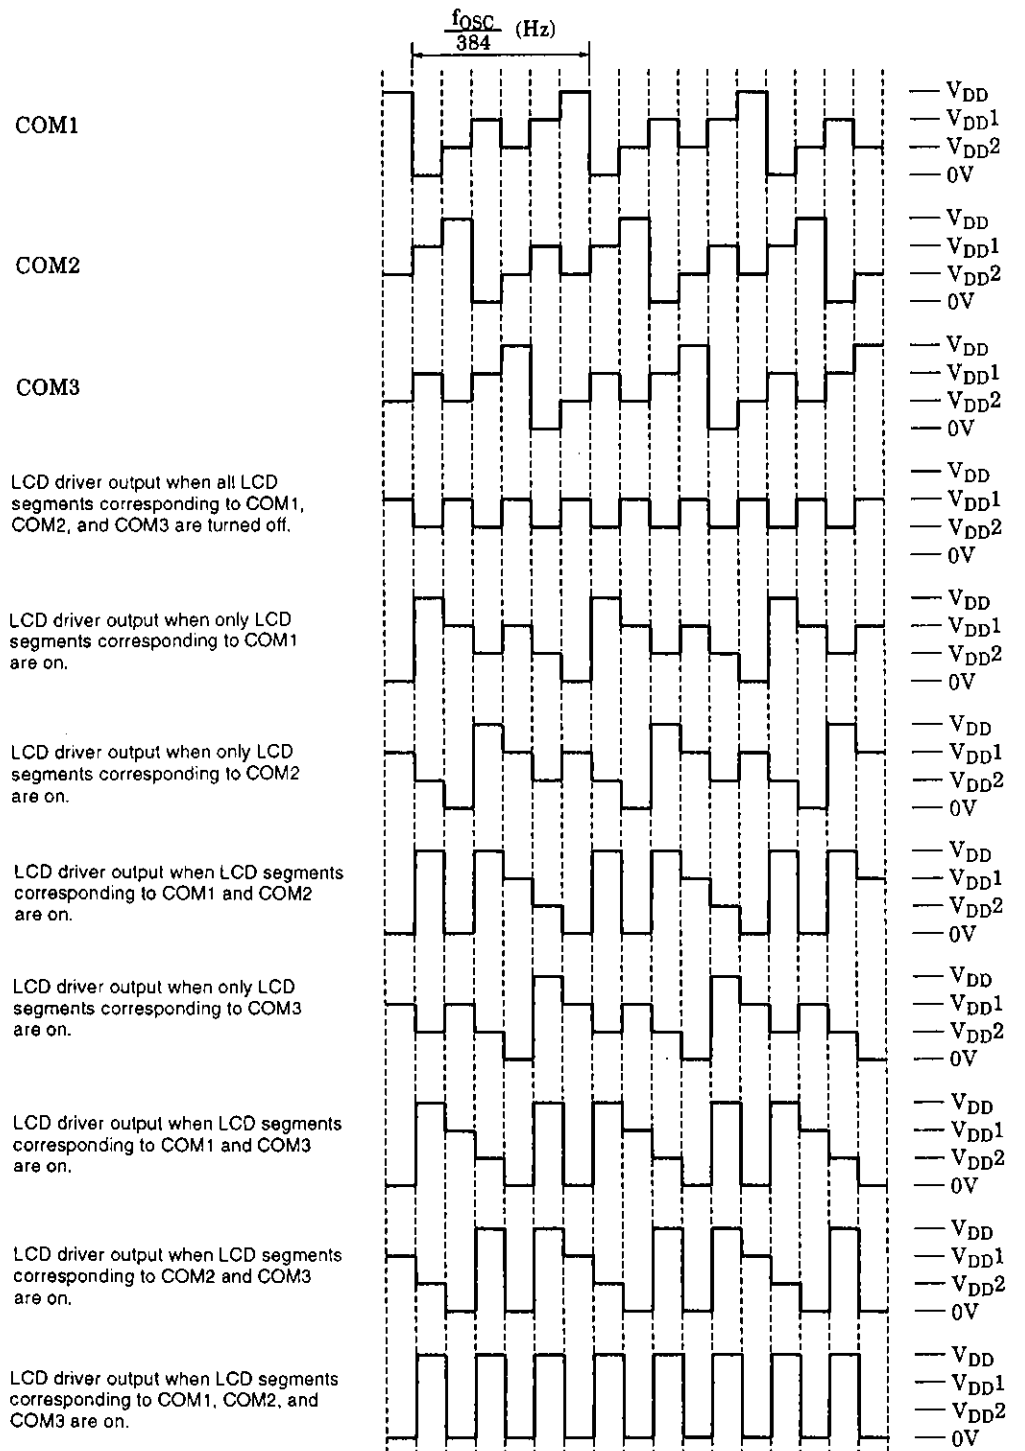 fOSC
384
(Hz)
COM1
VDD
VDD1
VDD2
0V
COM2
VDD
VDD1
VDD2
0V
COM3
VDD
VDD1
VDD2
0V
LCD driver output when all LCD
segments corresponding to COM1,
COM2, and COM3 are turned off.
VDD
VDD1
VDD2
0V
LCD driver output when only LCD
segments corresponding to COM1
are on.
VDD
VDD1
VDD2
0V
LCD driver output when only LCD
segments corresponding to COM2
are on.
VDD
VDD1
VDD2
0V
LCD driver output when LCD segments
corresponding to COM1 and COM2
are on.
VDD
VDD1
VDD2
0V
LCD driver output when only LCD
segments corresponding to COM3
are on.
VDD
VDD1
VDD2
0V
LCD driver output when LCD segments
corresponding to COM1 and COM3
are on.
VDD
VDD1
VDD2
0V
LCD driver output when LCD segments
corresponding to COM2 and COM3
are on.
VDD
VDD1
VDD2
0V
LCD driver output when LCD segments
corresponding to COM1, COM2, and
COM3 are on.
VDD
VDD1
VDD2
0V